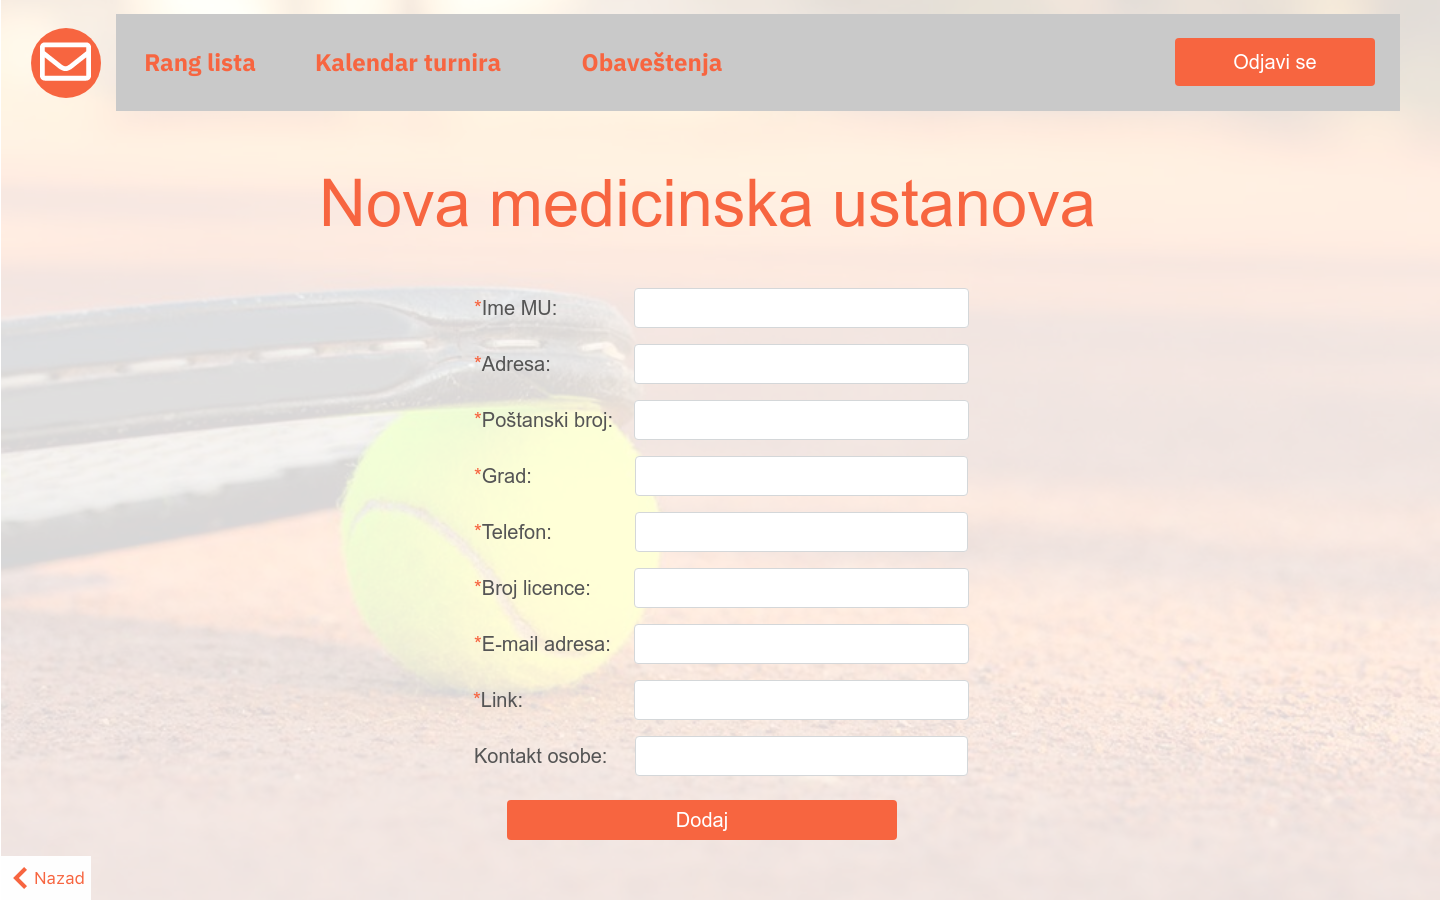 Rang lista Kalendar turnira Obaveštenja Odjavi se
Nova medicinska ustanova
*Ime MU:
*Adresa:
*Poštanski broj:
*Grad:
*Telefon:
*Broj licence:
*E-mail adresa:
*Link:
Kontakt osobe:
Dodaj
Nazad